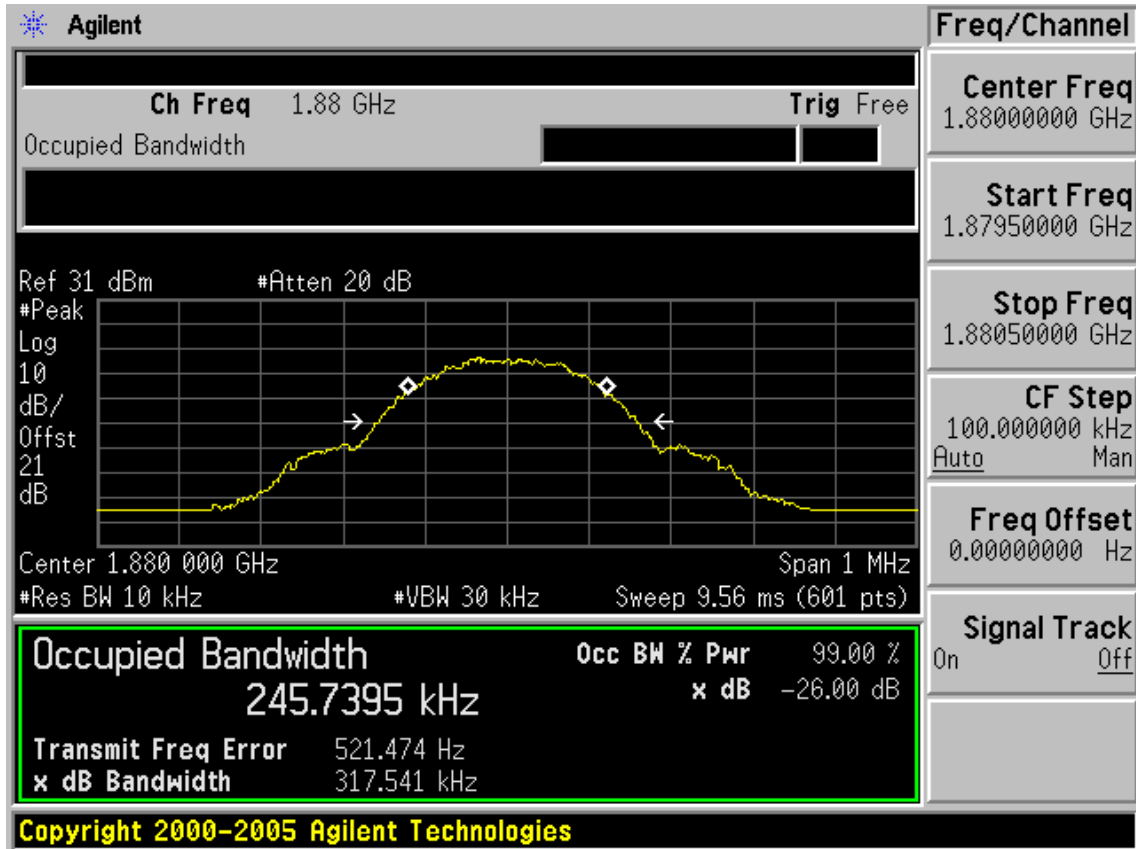 Agilent
Freq/Channel
Ch Freq 1.88 GHz Trig Free
Occupied Bandwidth
Center Freq
1.88000000 GHz
Start Freq
1.87950000 GHz
Stop Freq
1.88050000 GHz
CF Step
100.000000 kHz
Auto Man
Freq Offset
0.00000000 Hz
Signal Track
On Off
Ref 31 dBm #Atten 20 dB
#Peak
Log
10
dB/
Offst
21
dB
Center 1.880 000 GHz Span 1 MHz
#Res BW 10 kHz #VBW 30 kHz Sweep 9.56 ms (601 pts)
Occupied Bandwidth
245.7395 kHz
Occ BW % Pwr 99.00 %
x dB -26.00 dB
Transmit Freq Error 521.474 Hz
x dB Bandwidth 317.541 kHz
Copyright 2000-2005 Agilent Technologies